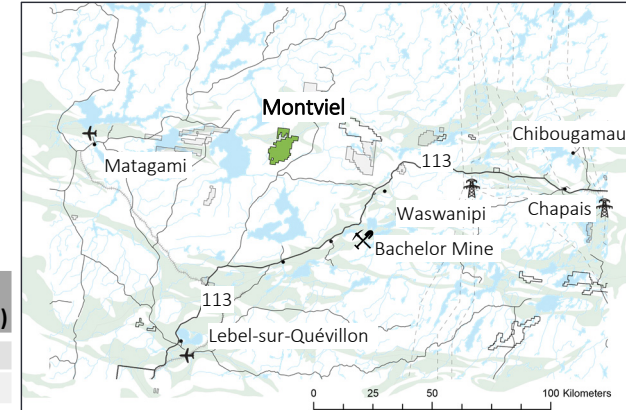 Montviel
Chibougamau
113
Matagami
Waswanipi
Chapais
Bachelor Mine
113
)
Lebel-sur-Quévillon
0 25 50 100 Kilometers